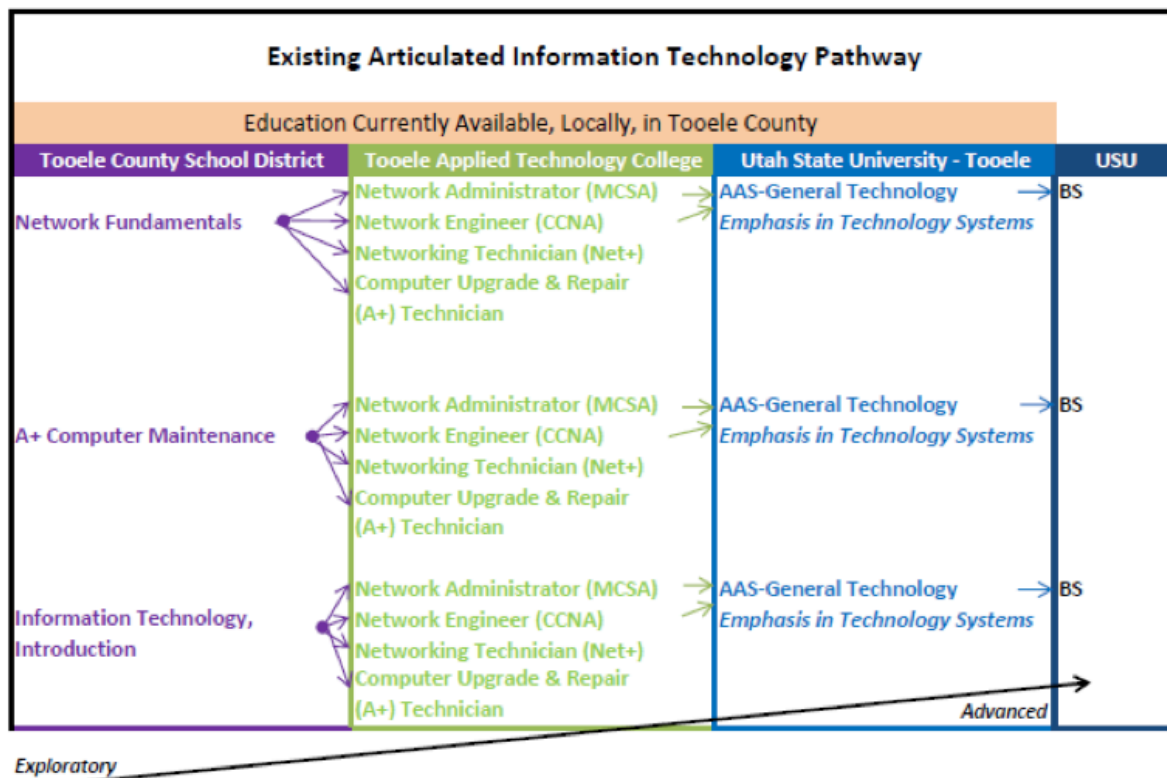 Existing Articulated Information Technology Pathway
Education Currently Available, Locally, in Tooele County
Tooele County School District
Tooele Applied Technology College
Utah State University - Tooele
USU
Network Fundamentals
Network Administrator (MCSA)
Network Engineer (CCNA)
Networking Technician (Net+)
Computer Upgrade & Repair
(A+) Technician
AAS-General Technology
Emphasis in Technology Systems
BS
A+ Computer Maintenance
Network Administrator (MCSA)
Network Engineer (CCNA)
Networking Technician (Net+)
Computer Upgrade & Repair
(A+) Technician
AAS-General Technology
Emphasis in Technology Systems
BS
Information Technology,
Introduction
Network Administrator (MCSA)
Network Engineer (CCNA)
Networking Technician (Net+)
Computer Upgrade & Repair
(A+) Technician
AAS-General Technology
Emphasis in Technology Systems
BS
Advanced
Exploratory